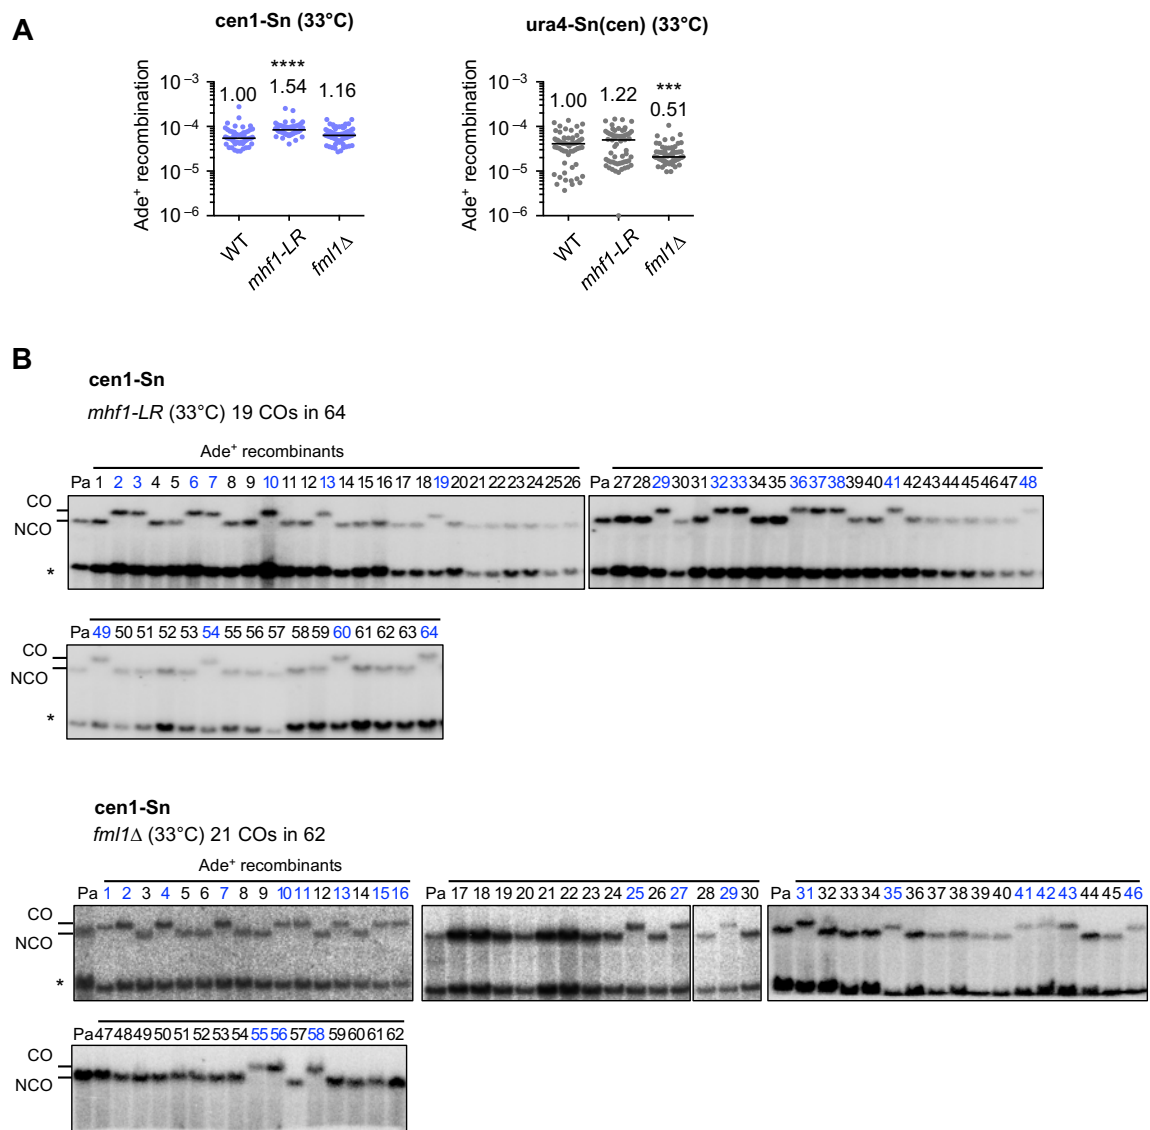 A
cen1-Sn (33°C)
ura4-Sn(cen) (33°C)
Ade⁺ recombination
10⁻³
10⁻⁴
10⁻⁵
10⁻⁶
1.00
****
1.54
1.16
WT
mhf1-LR
fml1Δ
Ade⁺ recombination
10⁻³
10⁻⁴
10⁻⁵
10⁻⁶
1.00
1.22
***
0.51
WT
mhf1-LR
fml1Δ
B
cen1-Sn
mhf1-LR (33°C) 19 COs in 64
Ade⁺ recombinants
Pa 1 2 3 4 5 6 7 8 9 10 11 12 13 14 15 16 17 18 19 20 21 22 23 24 25 26
Pa 27 28 29 30 31 32 33 34 35 36 37 38 39 40 41 42 43 44 45 46 47 48
CO
NCO
*
Pa 49 50 51 52 53 54 55 56 57 58 59 60 61 62 63 64
CO
NCO
*
cen1-Sn
fml1Δ (33°C) 21 COs in 62
Ade⁺ recombinants
Pa 1 2 3 4 5 6 7 8 9 10 11 12 13 14 15 16
Pa 17 18 19 20 21 22 23 24 25 26 27 28 29 30
Pa 31 32 33 34 35 36 37 38 39 40 41 42 43 44 45 46
CO
NCO
*
Pa 47 48 49 50 51 52 53 54 55 56 57 58 59 60 61 62
CO
NCO